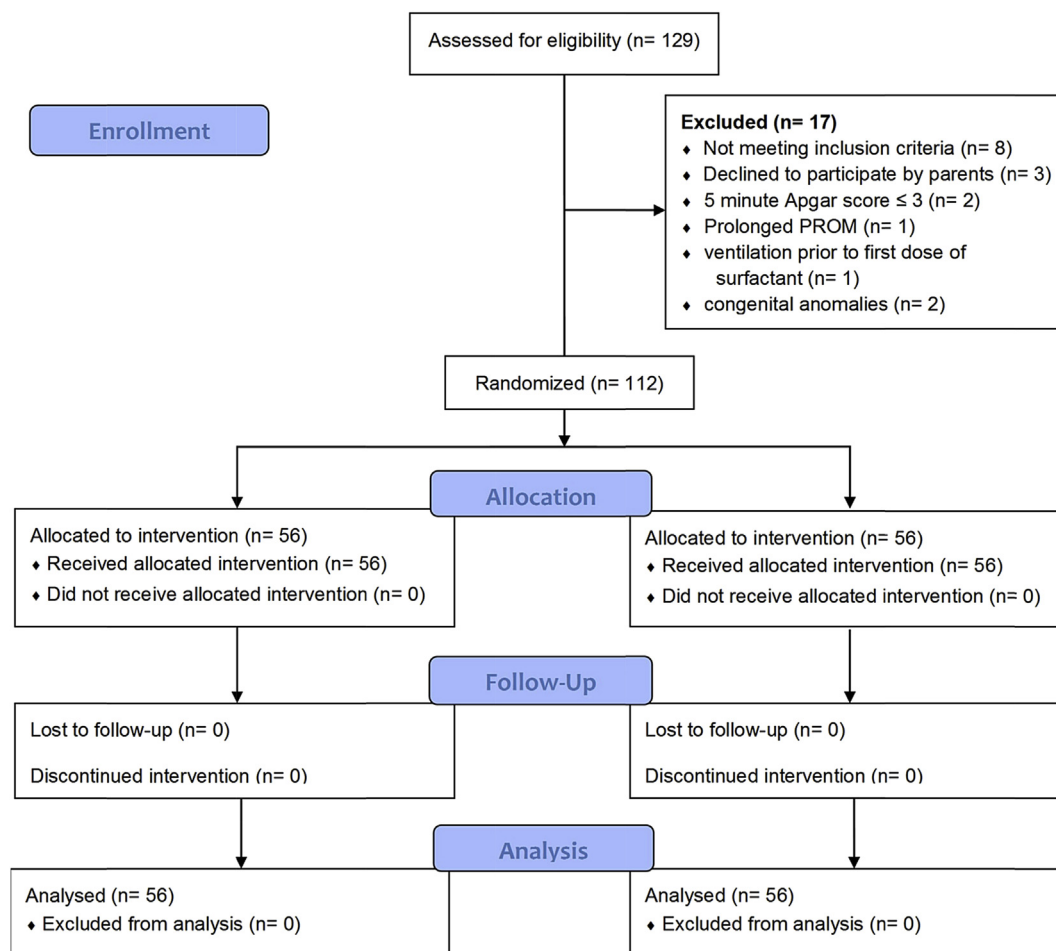 Assessed for eligibility (n= 129)
Enrollment
Excluded (n= 17)
♦ Not meeting inclusion criteria (n= 8)
♦ Declined to participate by parents (n= 3)
♦ 5 minute Apgar score ≤ 3 (n= 2)
♦ Prolonged PROM (n= 1)
♦ ventilation prior to first dose of
surfactant (n= 1)
♦ congenital anomalies (n= 2)
Randomized (n= 112)
Allocation
Allocated to intervention (n= 56)
♦ Received allocated intervention (n= 56)
♦ Did not receive allocated intervention (n= 0)
Allocated to intervention (n= 56)
♦ Received allocated intervention (n= 56)
♦ Did not receive allocated intervention (n= 0)
Follow-Up
Lost to follow-up (n= 0)
Discontinued intervention (n= 0)
Lost to follow-up (n= 0)
Discontinued intervention (n= 0)
Analysis
Analysed (n= 56)
♦ Excluded from analysis (n= 0)
Analysed (n= 56)
♦ Excluded from analysis (n= 0)